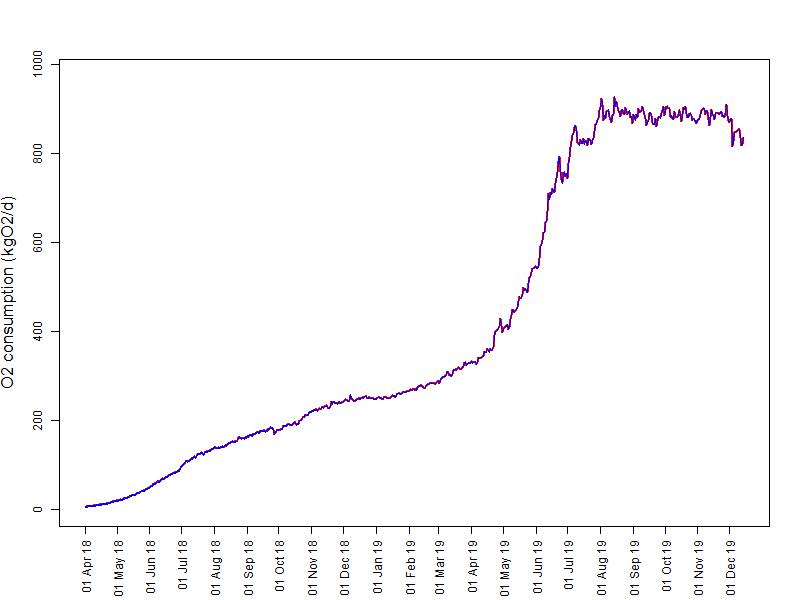 O2 consumption (kgO2/d)
1000
800
600
400
200
0
01 Apr 18
01 May 18
01 Jun 18
01 Jul 18
01 Aug 18
01 Sep 18
01 Oct 18
01 Nov 18
01 Dec 18
01 Jan 19
01 Feb 19
01 Mar 19
01 Apr 19
01 May 19
01 Jun 19
01 Jul 19
01 Aug 19
01 Sep 19
01 Oct 19
01 Nov 19
01 Dec 19